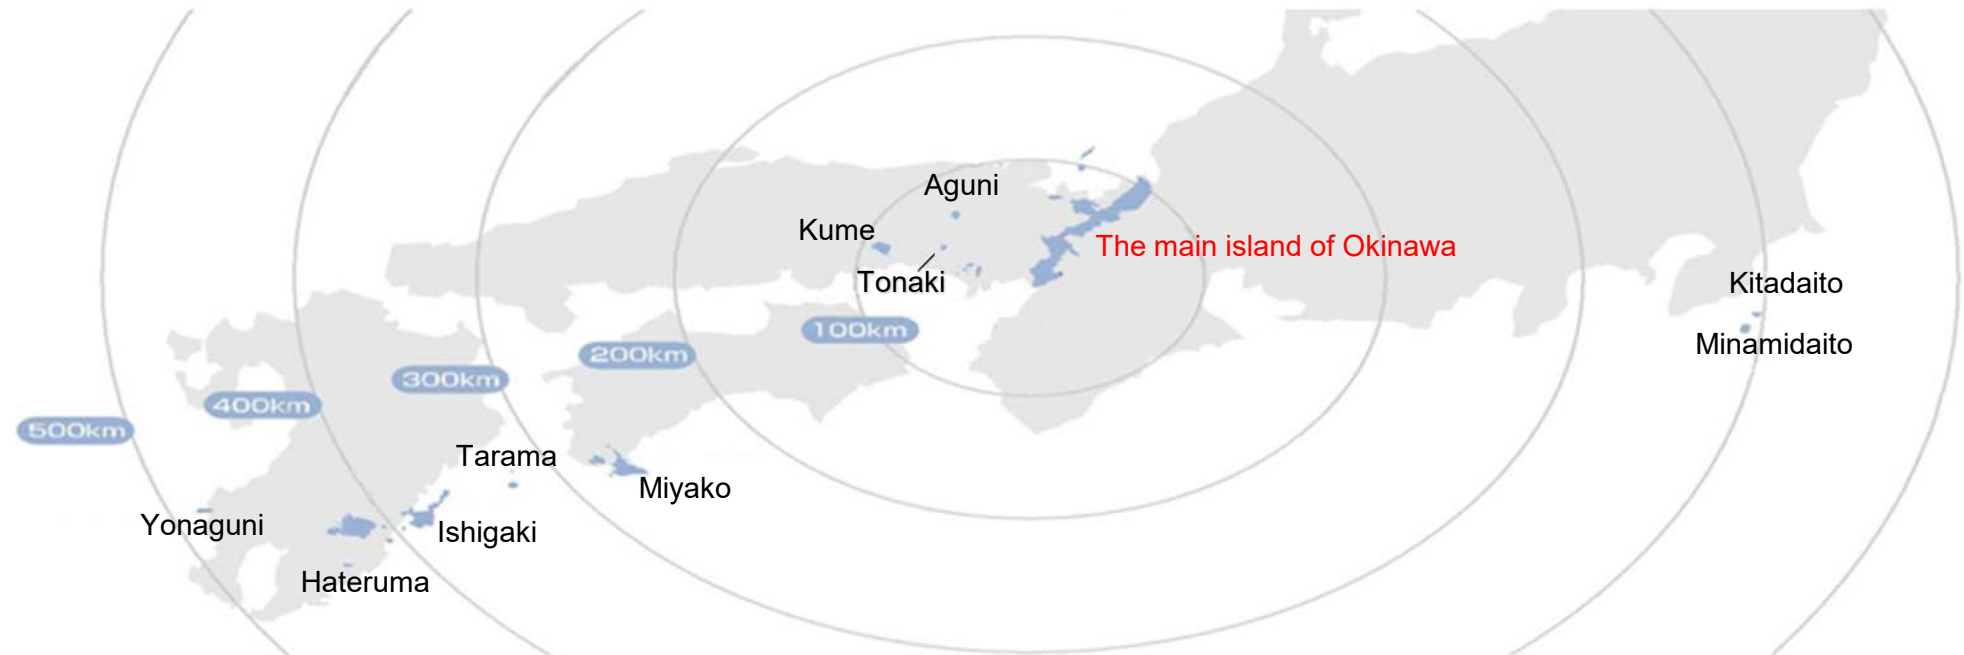 Aguni
Kume
The main island of Okinawa
Tonaki
Kitadaito
100km
Minamidaito
200km
300km
400km
500km
Tarama
Miyako
Yonaguni
Ishigaki
Hateruma